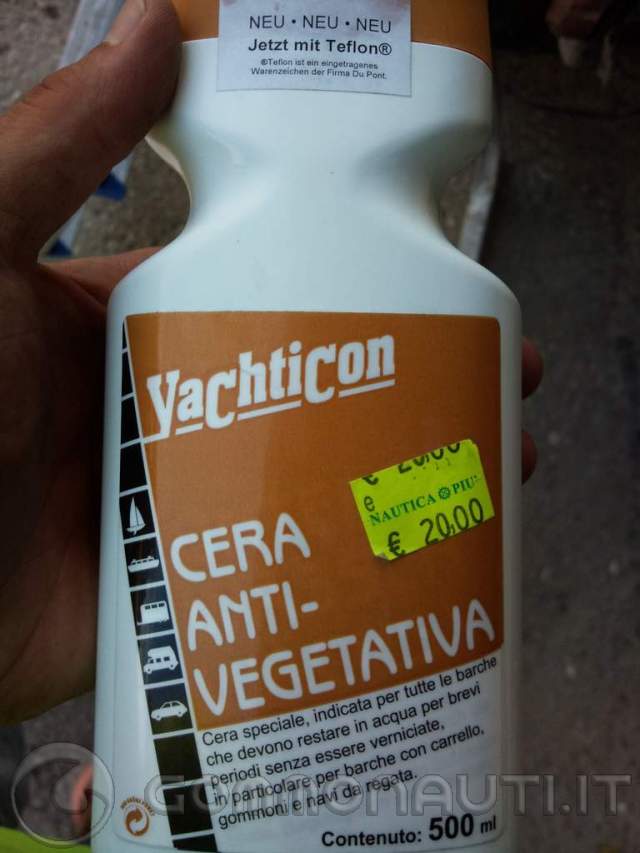 NEU • NEU • NEU
Jetzt mit Teflon®
®Teflon ist ein eingetragenes
Warenzeichen der Firma Du Pont.
Yachticon
€ 20,00
e
NAUTICA PIU'
€ 20,00
CERA
ANTI-
VEGETATIVA
Cera speciale, indicata per tutte le barche
che devono restare in acqua per brevi
periodi senza essere verniciate,
in particolare per barche con carrello,
gommoni e navi da regata.
Contenuto: 500 ml
GOMMONAUTI.IT